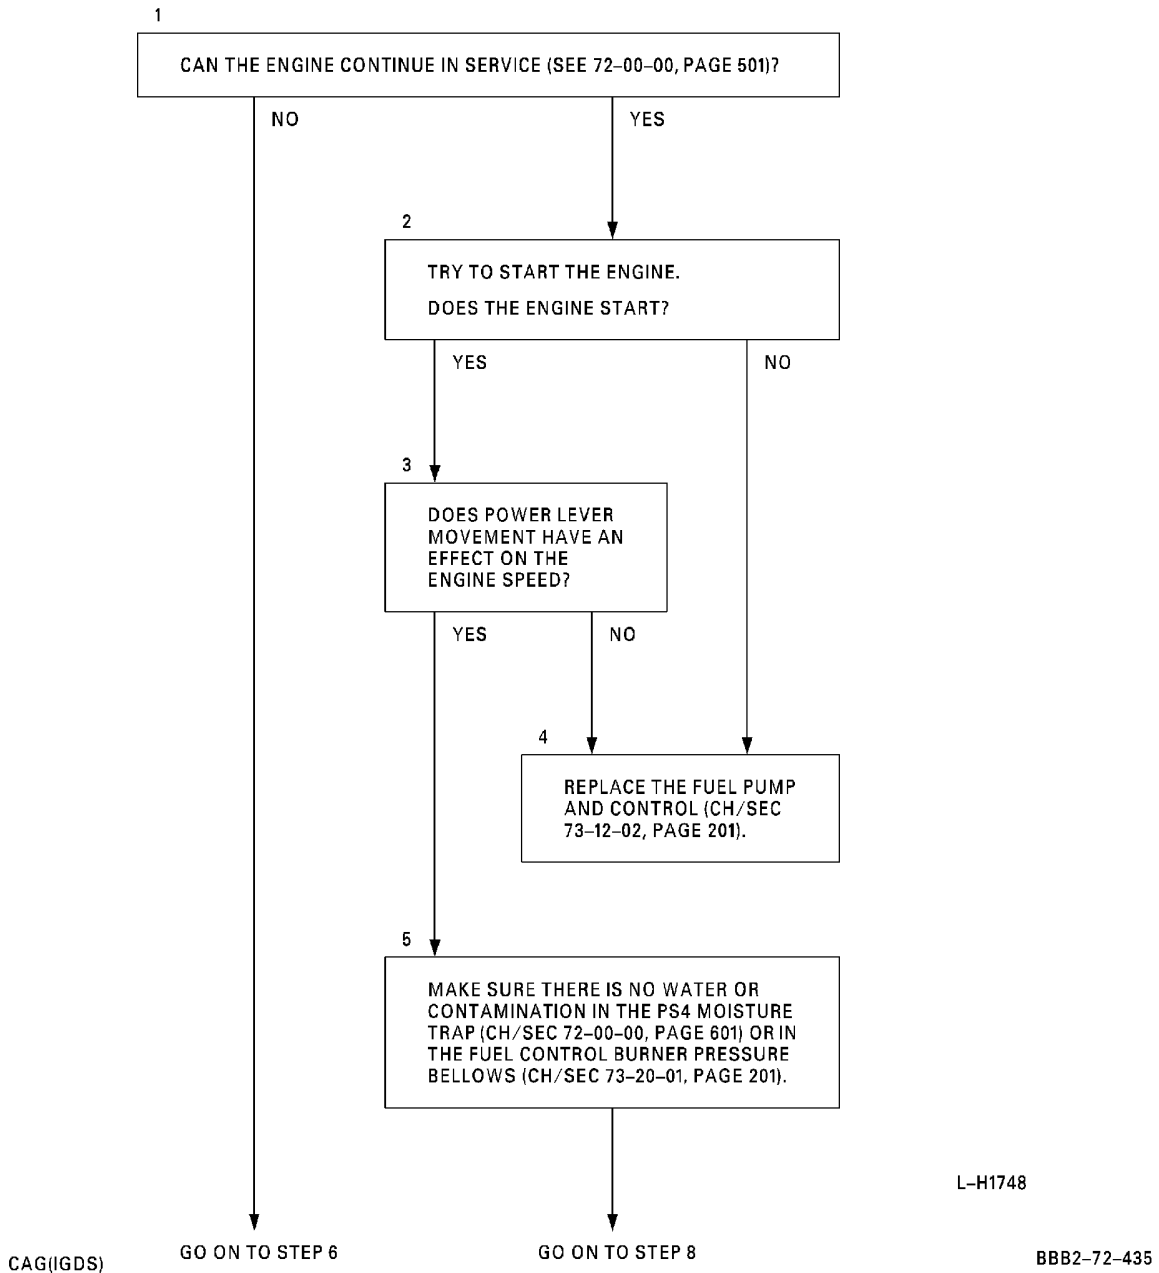 1
CAN THE ENGINE CONTINUE IN SERVICE (SEE 72–00–00, PAGE 501)?
NO
YES
2
TRY TO START THE ENGINE.
DOES THE ENGINE START?
YES
NO
3
DOES POWER LEVER
MOVEMENT HAVE AN
EFFECT ON THE
ENGINE SPEED?
YES
NO
4
REPLACE THE FUEL PUMP
AND CONTROL (CH/SEC
73–12–02, PAGE 201).
5
MAKE SURE THERE IS NO WATER OR
CONTAMINATION IN THE PS4 MOISTURE
TRAP (CH/SEC 72–00–00, PAGE 601) OR IN
THE FUEL CONTROL BURNER PRESSURE
BELLOWS (CH/SEC 73–20–01, PAGE 201).
L–H1748
GO ON TO STEP 6
GO ON TO STEP 8
CAG(IGDS)
BBB2–72–435